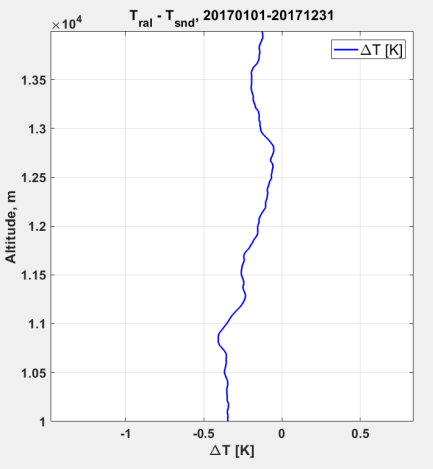 T_ral - T_snd, 20170101-20171231
×10^4
ΔT [K]
1.35
1.3
1.25
1.2
1.15
1.1
1.05
1
Altitude, m
-1 -0.5 0 0.5
ΔT [K]